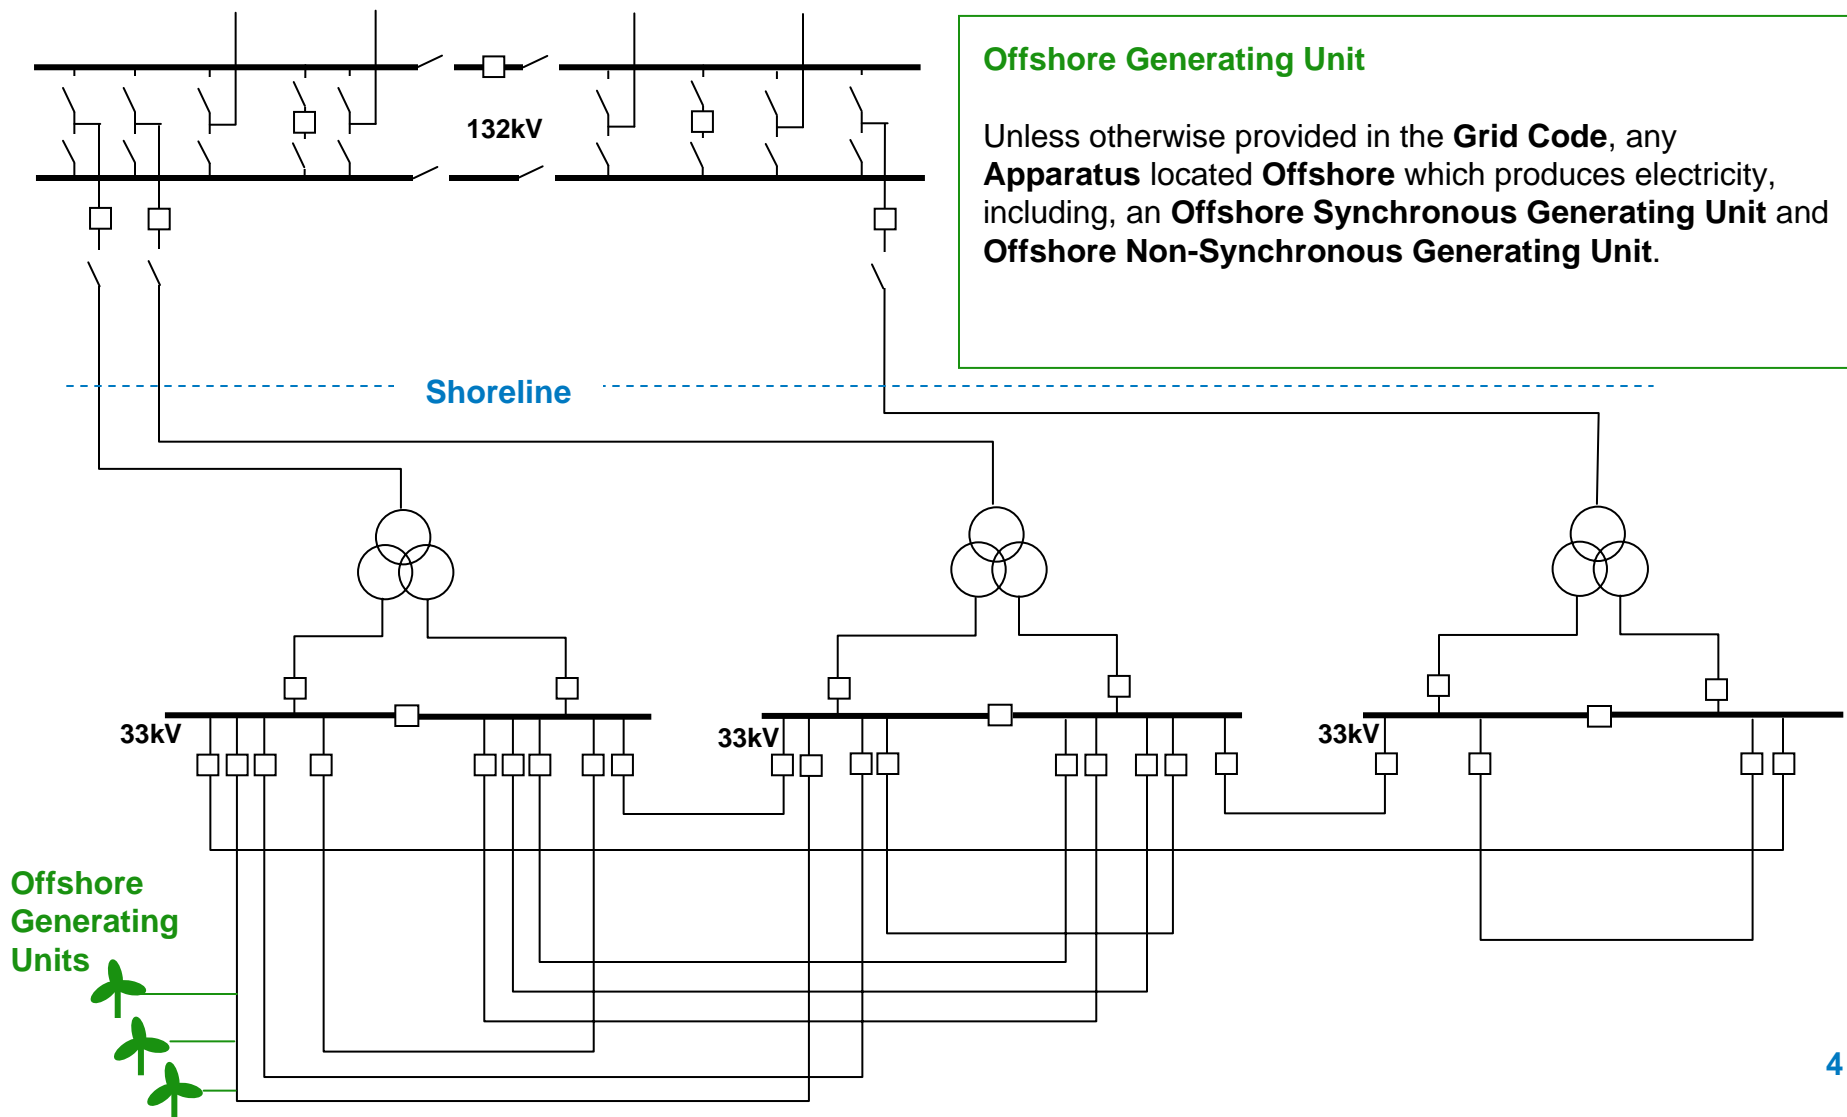 Offshore Generating Unit
Unless otherwise provided in the Grid Code, any
Apparatus located Offshore which produces electricity,
including, an Offshore Synchronous Generating Unit and
Offshore Non-Synchronous Generating Unit.
132kV
Shoreline
33kV
33kV
33kV
Offshore
Generating
Units
4